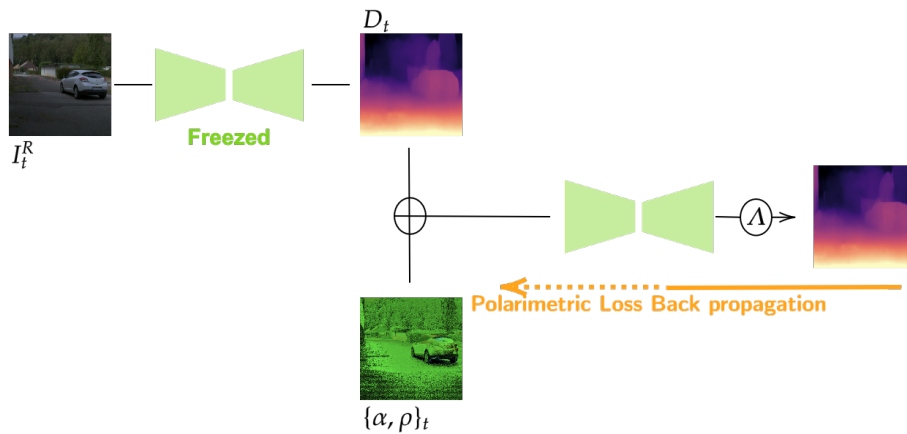 D_t
Freezed
I_t^R
Λ
Polarimetric Loss Back propagation
{α, ρ}_t